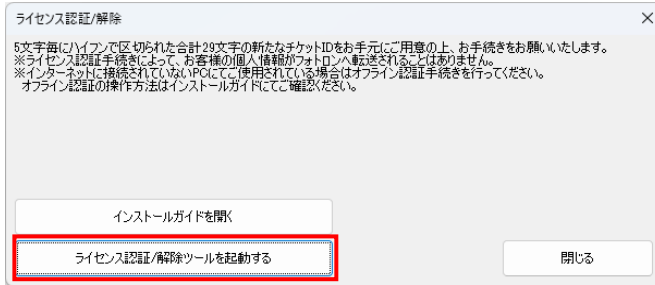 ライセンス認証/解除
5文字毎にハイフンで区切られた合計29文字の新たなチケットIDをお手元にご用意の上、お手続きをお願いいたします。
※ライセンス認証手続きによって、お客様の個人情報がフォトロンへ転送されることはありません。
※インターネットに接続されていないPCにてご使用されている場合はオフライン認証手続きを行ってください。
オフライン認証の操作方法はインストールガイドにてご確認ください。
インストールガイドを開く
ライセンス認証/解除ツールを起動する
閉じる